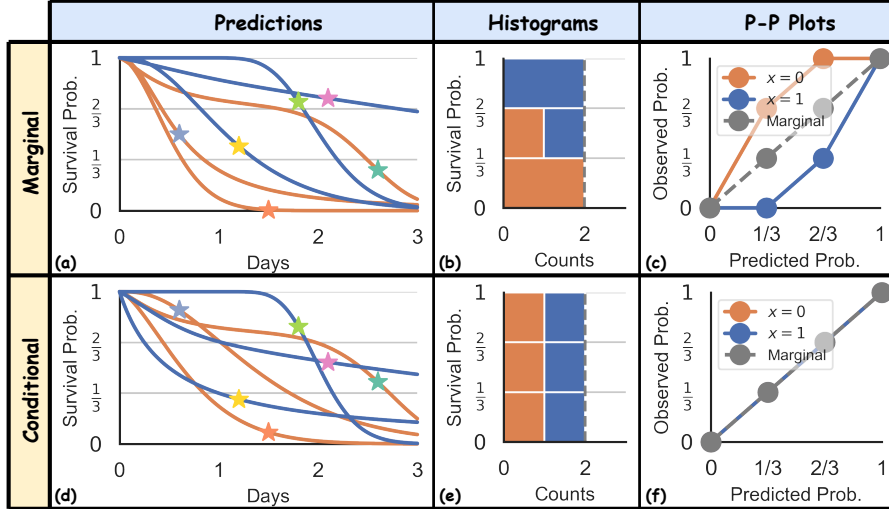 Predictions Histograms P-P Plots
Marginal
Survival Prob.
1
2/3
1/3
0
0 1 2 3
(a) Days
Survival Prob.
1
2/3
1/3
0
0 2
(b) Counts
Observed Prob.
1
2/3
1/3
0
x = 0
x = 1
Marginal
0 1/3 2/3 1
(c) Predicted Prob.
Conditional
Survival Prob.
1
2/3
1/3
0
0 1 2 3
(d) Days
Survival Prob.
1
2/3
1/3
0
0 2
(e) Counts
Observed Prob.
1
2/3
1/3
0
x = 0
x = 1
Marginal
0 1/3 2/3 1
(f) Predicted Prob.